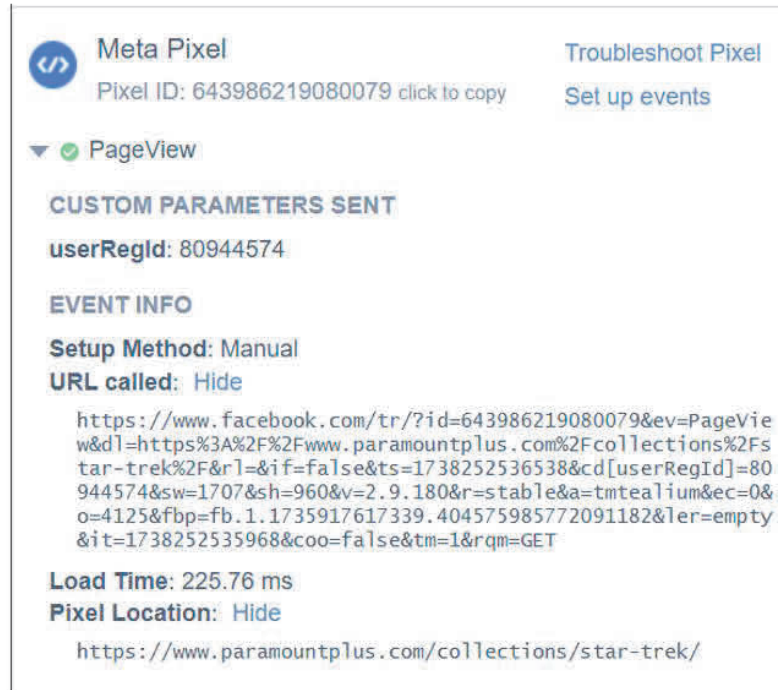 Meta Pixel
Troubleshoot Pixel
Pixel ID: 643986219080079 click to copy
Set up events
PageView
CUSTOM PARAMETERS SENT
userRegId: 80944574
EVENT INFO
Setup Method: Manual
URL called: Hide
https://www.facebook.com/tr/?id=643986219080079&ev=PageVie
w&dl=https%3A%2F%2Fwww.paramountplus.com%2Fcollections%2Fs
tar-trek%2F&rl=&if=false&ts=1738252536538&cd[userRegId]=80
944574&sw=1707&sh=960&v=2.9.180&r=stable&a=tmtealium&ec=0&
o=4125&fbp=fb.1.1735917617339.404575985772091182&ler=empty
&it=1738252535968&coo=false&tm=1&rqm=GET
Load Time: 225.76 ms
Pixel Location: Hide
https://www.paramountplus.com/collections/star-trek/